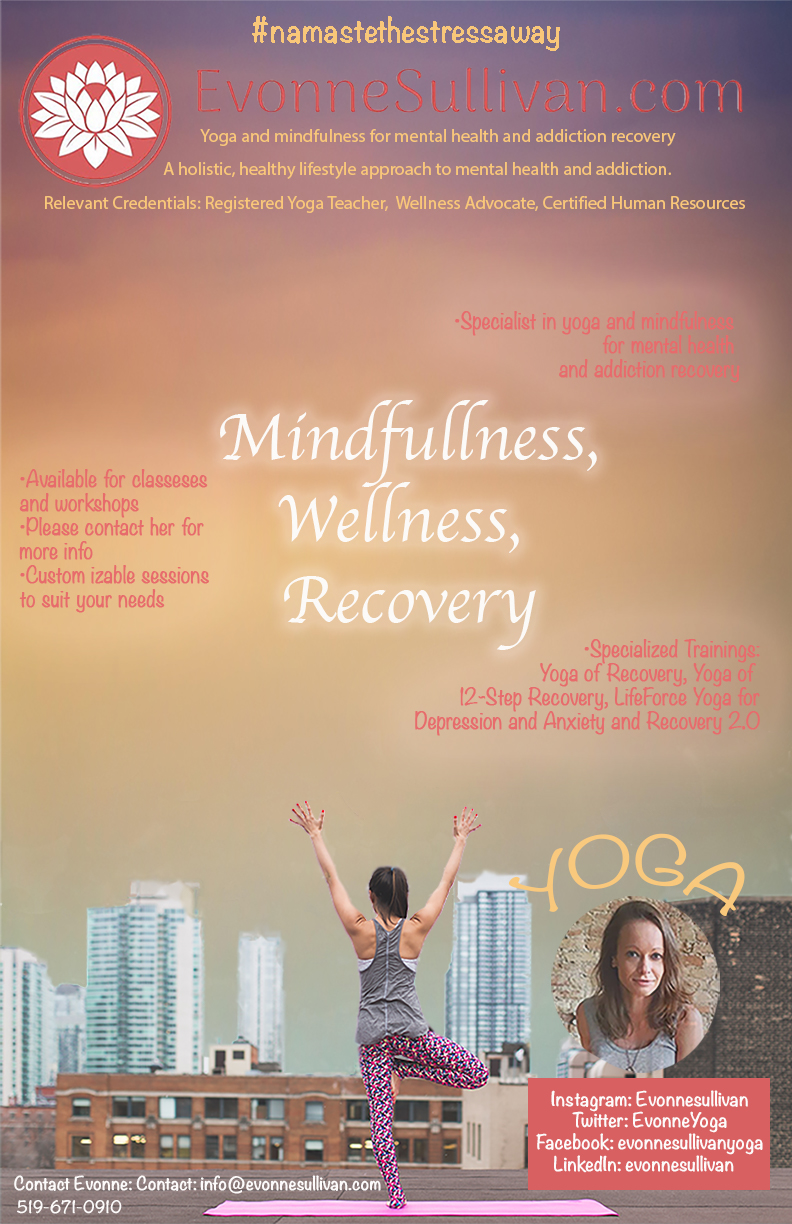 #namastethestressaway
EvonneSullivan.com
Yoga and mindfulness for mental health and addiction recovery
A holistic, healthy lifestyle approach to mental health and addiction.
Relevant Credentials: Registered Yoga Teacher, Wellness Advocate, Certified Human Resources
•Specialist in yoga and mindfulness
for mental health
and addiction recovery
Mindfullness,
Wellness,
Recovery
•Available for classeses
and workshops
•Please contact her for
more info
•Custom izable sessions
to suit your needs
•Specialized Trainings:
Yoga of Recovery, Yoga of
12-Step Recovery, LifeForce Yoga for
Depression and Anxiety and Recovery 2.0
YOGA
Instagram: Evonnesullivan
Twitter: EvonneYoga
Facebook: evonnesullivanyoga
LinkedIn: evonnesullivan
Contact Evonne: Contact: info@evonnesullivan.com
519-671-0910